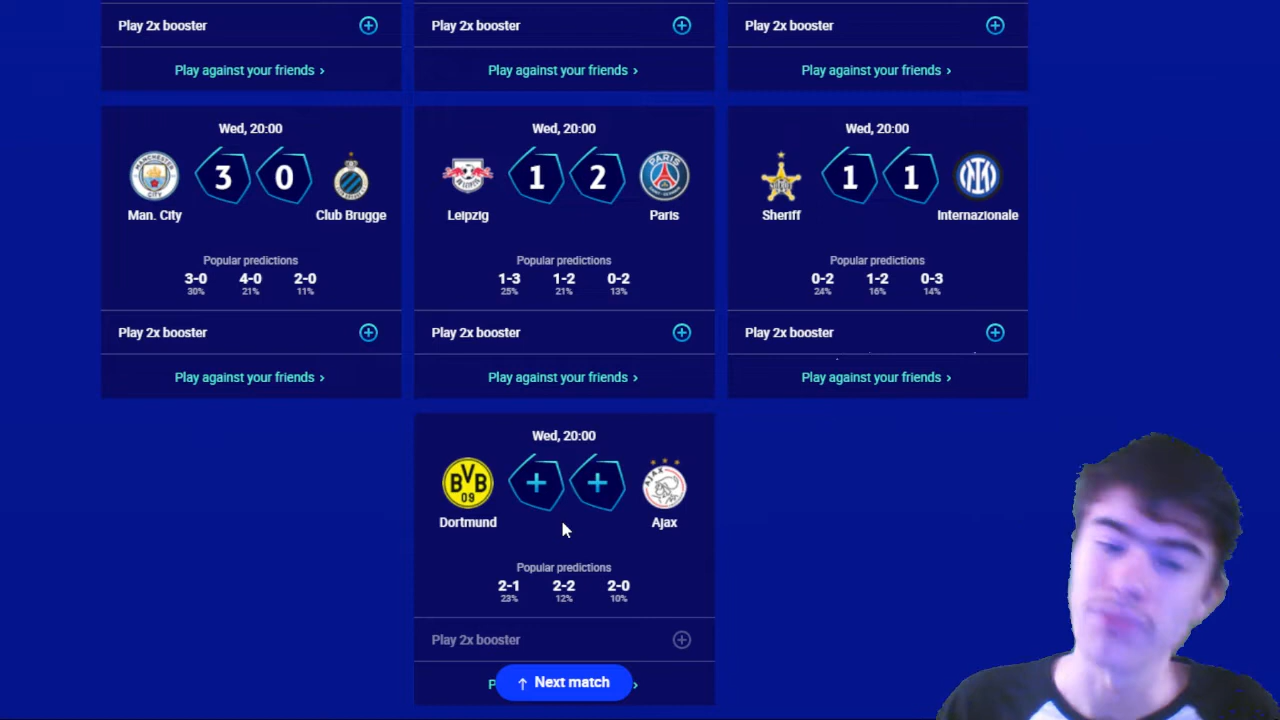 Play 2x booster
Play 2x booster
Play 2x booster
Play against your friends ›
Play against your friends ›
Play against your friends ›
Wed, 20:00
3 0
Man. City
Club Brugge
Popular predictions
3-0 4-0 2-0
30% 21% 11%
Play 2x booster
Play against your friends ›
Wed, 20:00
1 2
Leipzig
Paris
Popular predictions
1-3 1-2 0-2
25% 21% 13%
Play 2x booster
Play against your friends ›
Wed, 20:00
1 1
Sheriff
Internazionale
Popular predictions
0-2 1-2 0-3
24% 16% 14%
Play 2x booster
Play against your friends ›
Wed, 20:00
BVB
09
AJAX
Dortmund
Ajax
Popular predictions
2-1 2-2 2-0
23% 12% 10%
Play 2x booster
↑ Next match